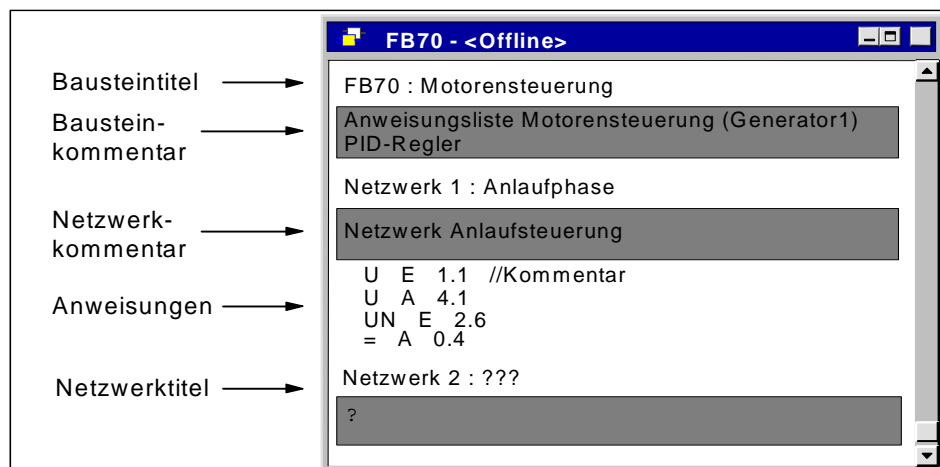 FB70 - <Offline>
Bausteintitel
FB70 : Motorensteuerung
Baustein-
kommentar
Anweisungsliste Motorensteuerung (Generator1)
PID-Regler
Netzwerk 1 : Anlaufphase
Netzwerk-
kommentar
Netzwerk Anlaufsteuerung
Anweisungen
U E 1.1 //Kommentar
U A 4.1
UN E 2.6
= A 0.4
Netzwerktitel
Netzwerk 2 : ???
?